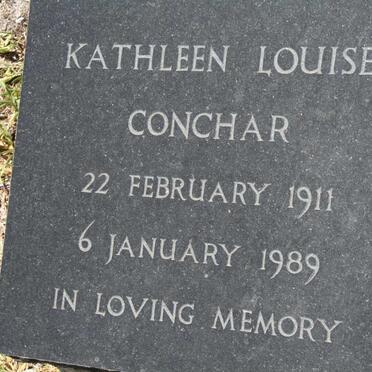 KATHLEEN LOUISE
CONCHAR
22 FEBRUARY 1911
6 JANUARY 1989
IN LOVING MEMORY